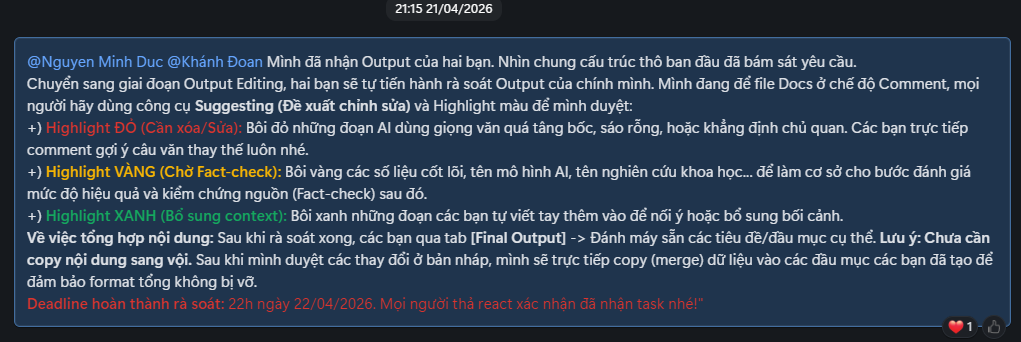 21:15 21/04/2026
@Nguyen Minh Duc @Khánh Đoan Mình đã nhận Output của hai bạn. Nhìn chung cấu trúc thô ban đầu đã bám sát yêu cầu.
Chuyển sang giai đoạn Output Editing, hai bạn sẽ tự tiến hành rà soát Output của chính mình. Mình đang để file Docs ở chế độ Comment, mọi
người hãy dùng công cụ Suggesting (Đề xuất chỉnh sửa) và Highlight màu để mình duyệt:
+) Highlight ĐỎ (Cần xóa/Sửa): Bôi đỏ những đoạn AI dùng giọng văn quá tâng bốc, sáo rỗng, hoặc khẳng định chủ quan. Các bạn trực tiếp
comment gợi ý câu văn thay thế luôn nhé.
+) Highlight VÀNG (Chờ Fact-check): Bôi vàng các số liệu cốt lõi, tên mô hình AI, tên nghiên cứu khoa học... để làm cơ sở cho bước đánh giá
mức độ hiệu quả và kiểm chứng nguồn (Fact-check) sau đó.
+) Highlight XANH (Bổ sung context): Bôi xanh những đoạn các bạn tự viết tay thêm vào để nối ý hoặc bổ sung bối cảnh.
Về việc tổng hợp nội dung: Sau khi rà soát xong, các bạn qua tab [Final Output] -> Đánh máy sẵn các tiêu đề/đầu mục cụ thể. Lưu ý: Chưa cần
copy nội dung sang vội. Sau khi mình duyệt các thay đổi ở bản nháp, mình sẽ trực tiếp copy (merge) dữ liệu vào các đầu mục các bạn đã tạo để
đảm bảo format tổng không bị vỡ.
Deadline hoàn thành rà soát: 22h ngày 22/04/2026. Mọi người thả react xác nhận đã nhận task nhé!"
1